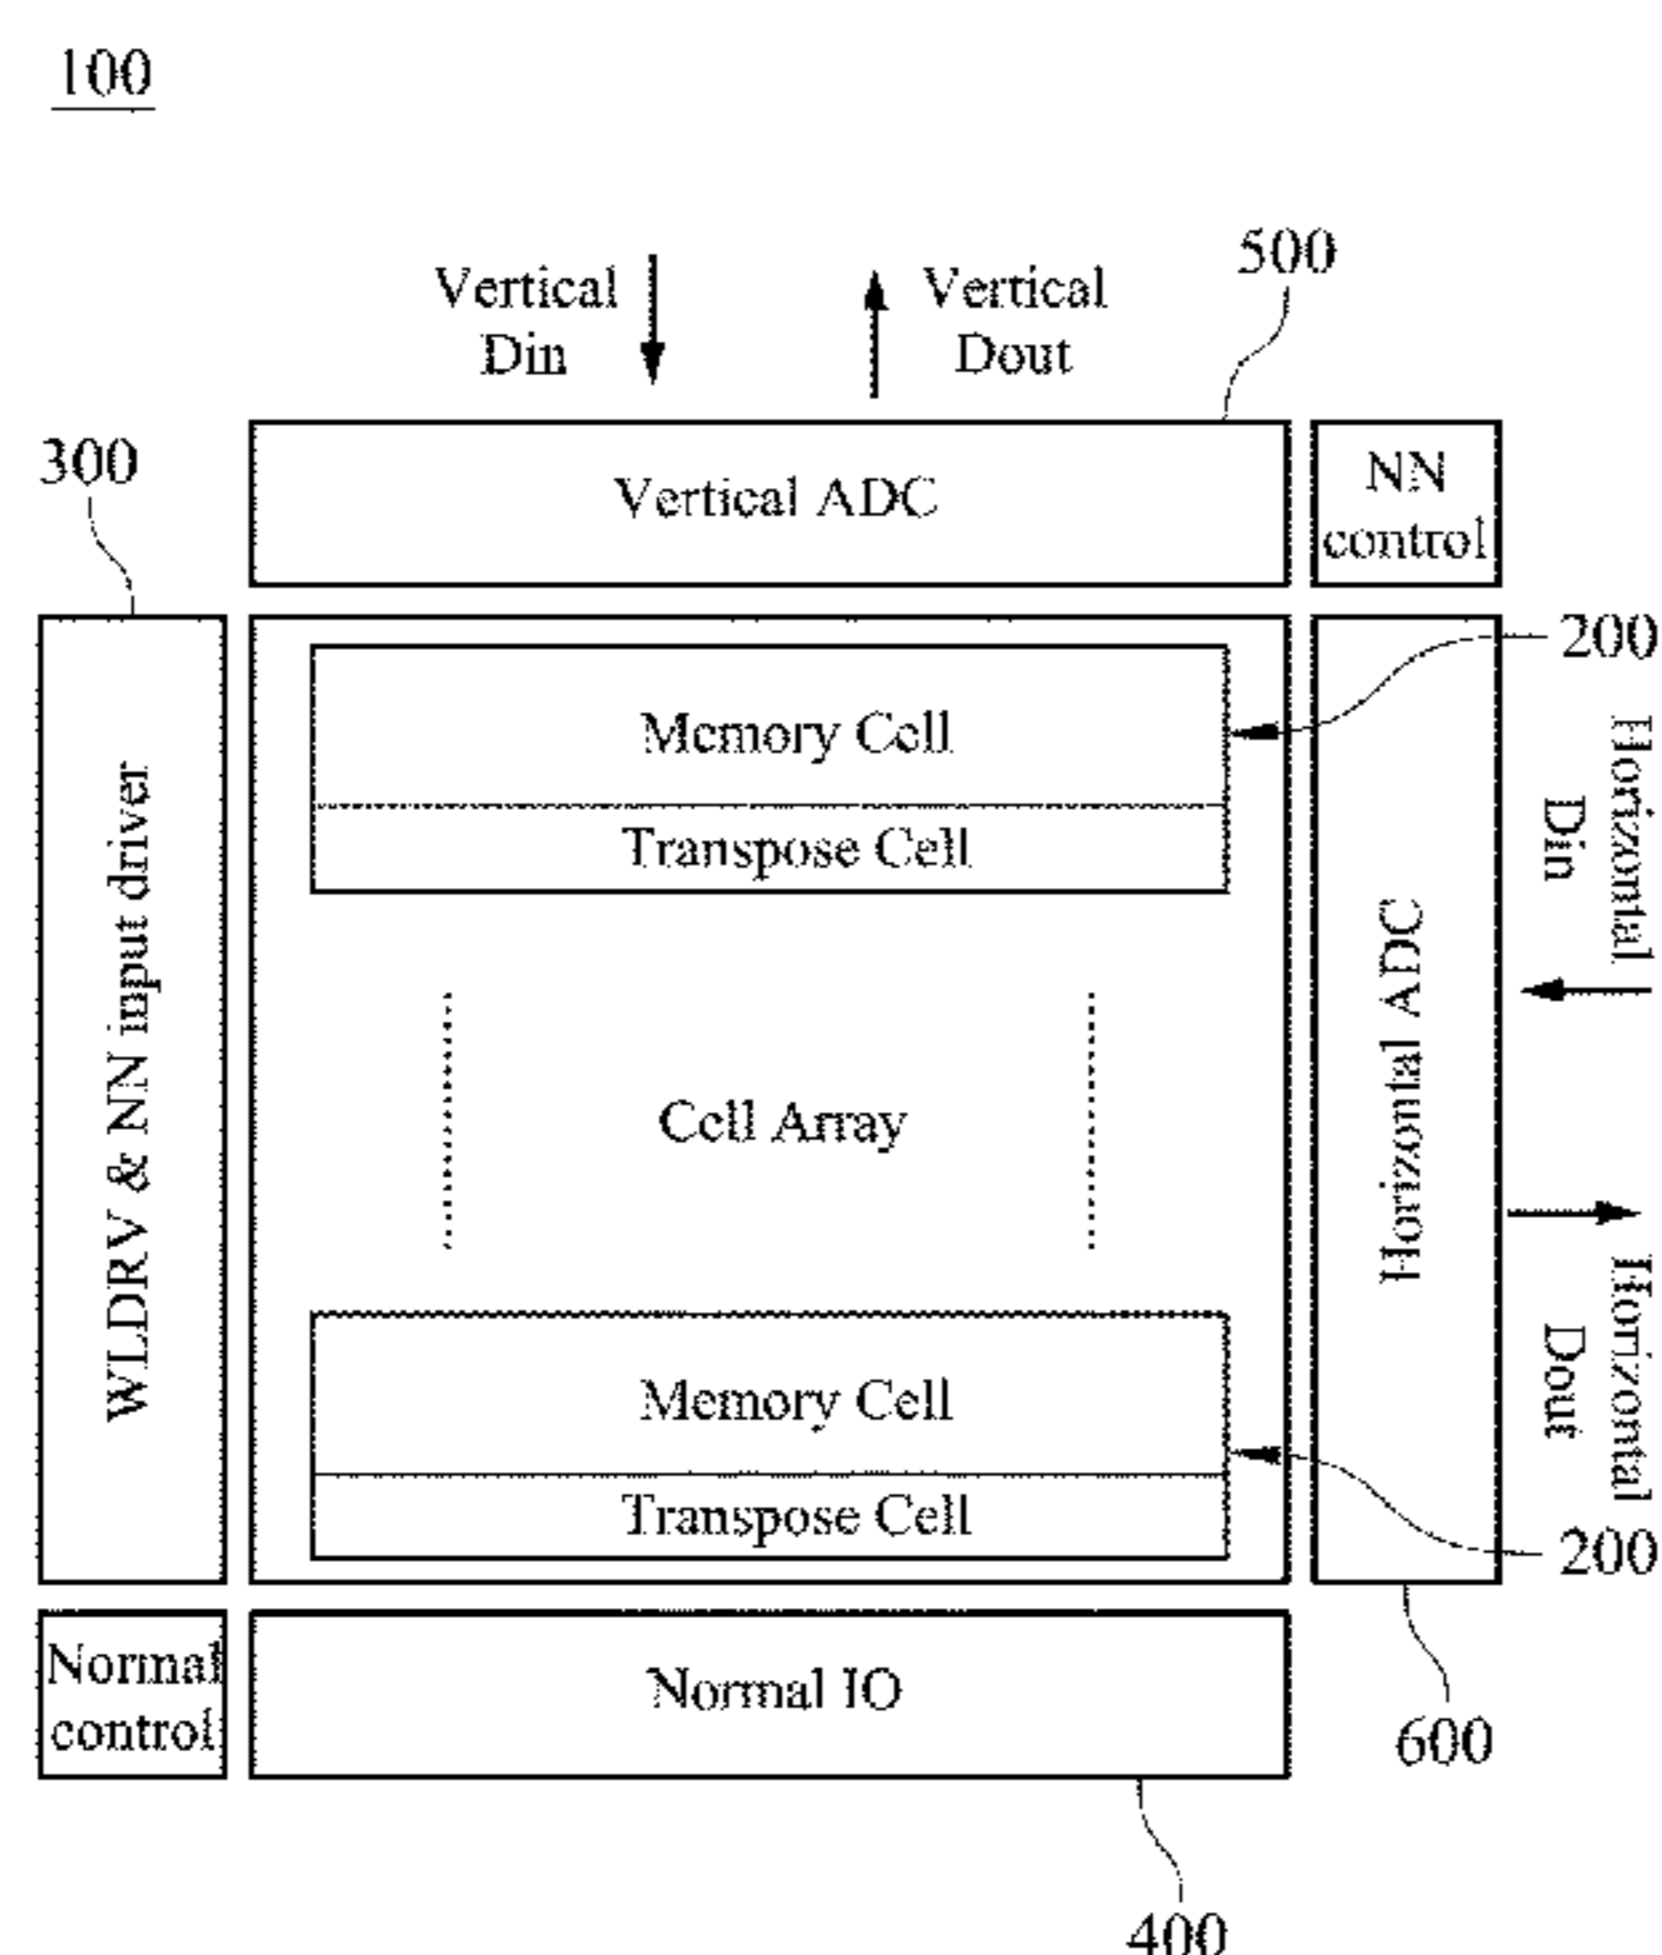 100
500
Vertical
Din
Vertical
Dout
300
Vertical ADC
NN
control
200
Memory Cell
Transpose Cell
Horizontal
Din
WLDRV & NN input driver
Cell Array
Horizontal ADC
Horizontal
Dout
Memory Cell
Transpose Cell
200
Normal
control
Normal IO
600
400